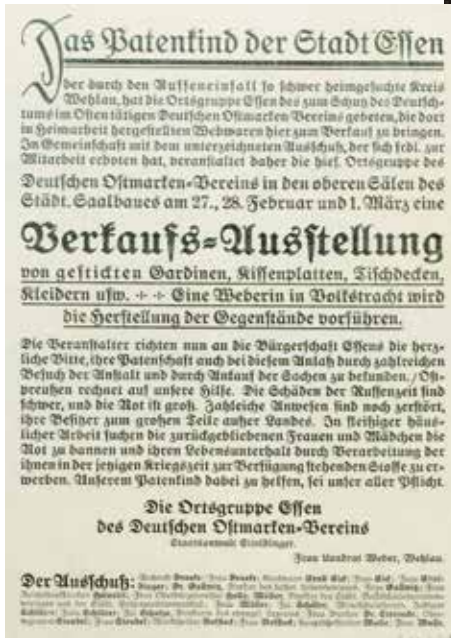 Das Patenkind der Stadt Essen
der durch den Russeneinfall so schwer heimgesuchte Kreis
Wehlau, hat die Ortsgruppe Essen des zum Schutz des Deutsch-
tums im Osten tätigen Deutschen Ostmarken Vereins gebeten, die dort
in Heimarbeit hergestellten Webwaren hier zum Verkauf zu bringen.
In Gemeinschaft mit dem unterzeichneten Ausschuß, der sich frdl. zur
Mitarbeit erboten hat, veranstaltet daher die hies. Ortsgruppe des
Deutschen Ostmarken-Vereins in den oberen Sälen des
Städt. Saalbaues am 27., 28. Februar und 1. März eine
Verkaufs-Ausstellung
von gestickten Gardinen, Kissenplatten, Tischdecken,
Kleidern usw. -+- -+- Eine Weberin in Volkstracht wird
die Herstellung der Gegenstände vorführen.
Die Veranstalter richten nun an die Bürgerschaft Essens die herz-
liche Bitte, ihre Patenschaft auch bei diesem Anlaß durch zahlreichen
Besuch der Anstalt und durch Ankauf der Sachen zu bekunden. / Ost-
preußen rechnet auf unsere Hilfe. Die Schäden der Russenzeit sind
schwer, und die Not ist groß. Zahlreiche Anwesen sind noch zerstört,
ihre Besitzer zum großen Teile außer Landes. In fleißiger häus-
licher Arbeit suchen die zurückgebliebenen Frauen und Mädchen die
Not zu bannen und ihren Lebensunterhalt durch Verarbeitung der
ihnen in der jetzigen Kriegszeit zur Verfügung stehenden Stoffe zu er-
werben. Unserem Patenkind dabei zu helfen, sei unser aller Pflicht.
Die Ortsgruppe Essen
des Deutschen Ostmarken-Vereins
Staatsanwalt
Frau Landrat Weber, Wehlau.
Der Ausschuß: